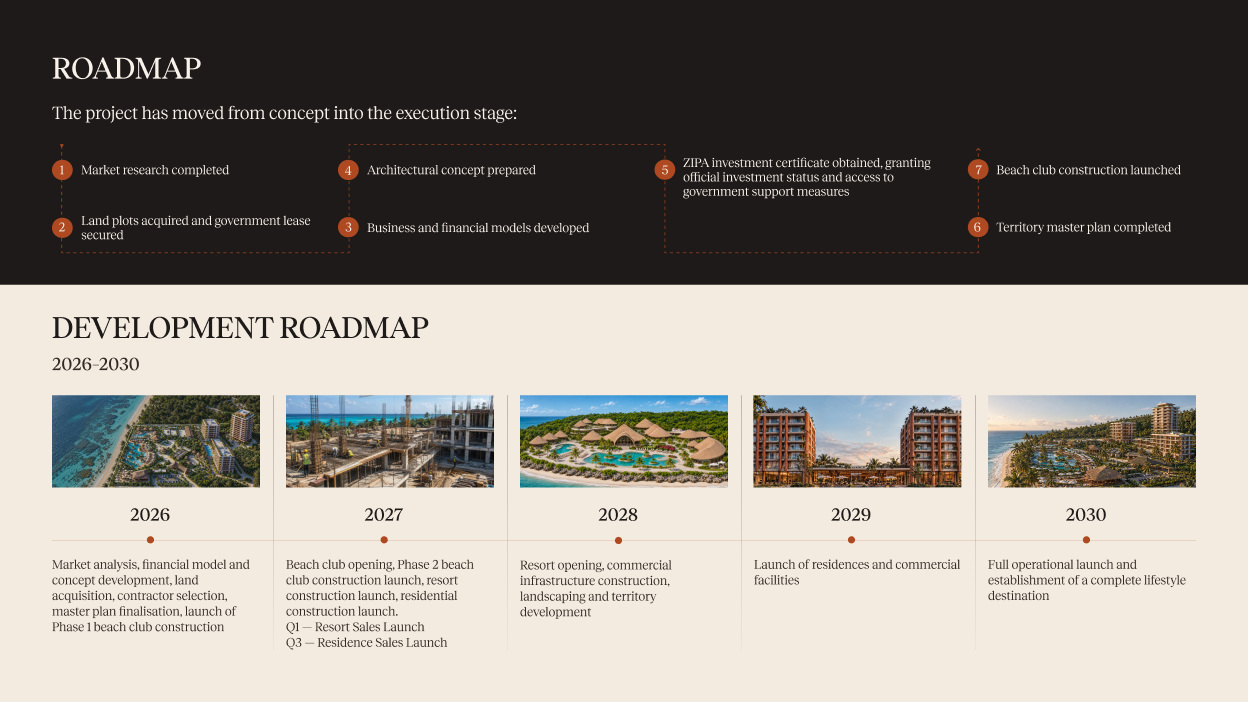 ROADMAP
The project has moved from concept into the execution stage:
1 Market research completed
2 Land plots acquired and government lease
secured
3 Business and financial models developed
4 Architectural concept prepared
5 ZIPA investment certificate obtained, granting
official investment status and access to
government support measures
6 Territory master plan completed
7 Beach club construction launched
DEVELOPMENT ROADMAP
2026–2030
2026
Market analysis, financial model and
concept development, land
acquisition, contractor selection,
master plan finalisation, launch of
Phase 1 beach club construction
2027
Beach club opening, Phase 2 beach
club construction launch, resort
construction launch, residential
construction launch.
Q1 — Resort Sales Launch
Q3 — Residence Sales Launch
2028
Resort opening, commercial
infrastructure construction,
landscaping and territory
development
2029
Launch of residences and commercial
facilities
2030
Full operational launch and
establishment of a complete lifestyle
destination